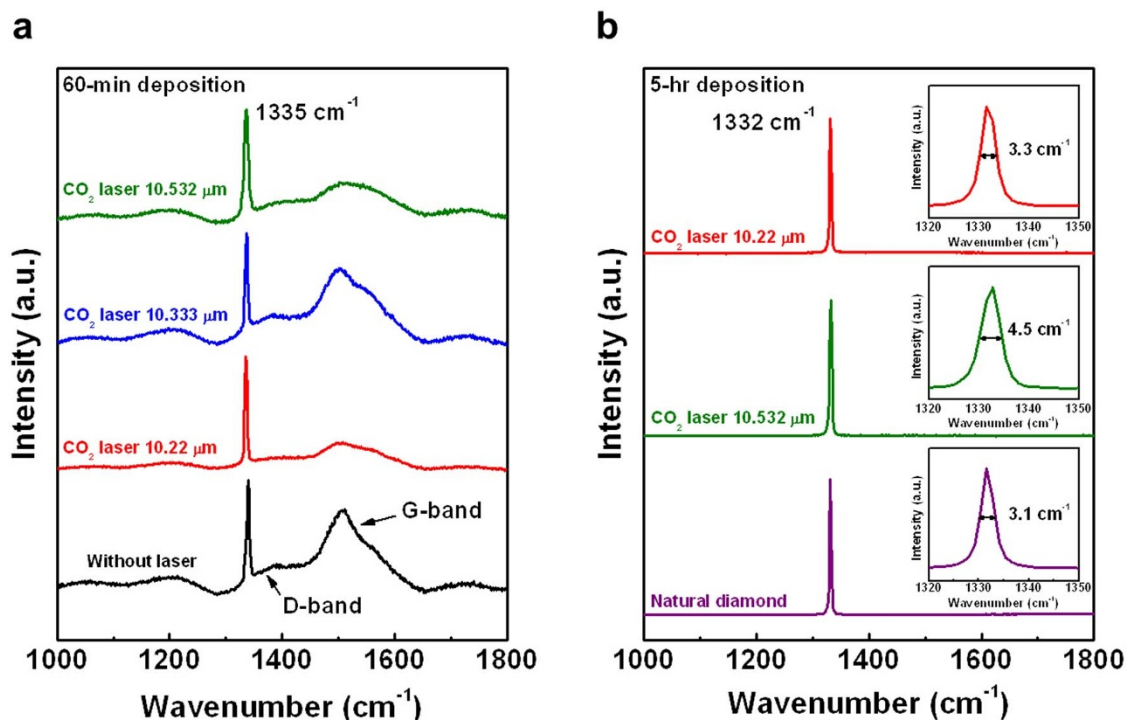 a
60-min deposition
1335 cm⁻¹
CO₂ laser 10.532 μm
CO₂ laser 10.333 μm
CO₂ laser 10.22 μm
G-band
Without laser
D-band
Intensity (a.u.)
1000 1200 1400 1600 1800
Wavenumber (cm⁻¹)
b
5-hr deposition
1332 cm⁻¹
CO₂ laser 10.22 μm
Intensity (a.u.)
3.3 cm⁻¹
1320 1330 1340 1350
Wavenumber (cm⁻¹)
CO₂ laser 10.532 μm
Intensity (a.u.)
4.5 cm⁻¹
1320 1330 1340 1350
Wavenumber (cm⁻¹)
Natural diamond
Intensity (a.u.)
3.1 cm⁻¹
1320 1330 1340 1350
Wavenumber (cm⁻¹)
Intensity (a.u.)
1000 1200 1400 1600 1800
Wavenumber (cm⁻¹)